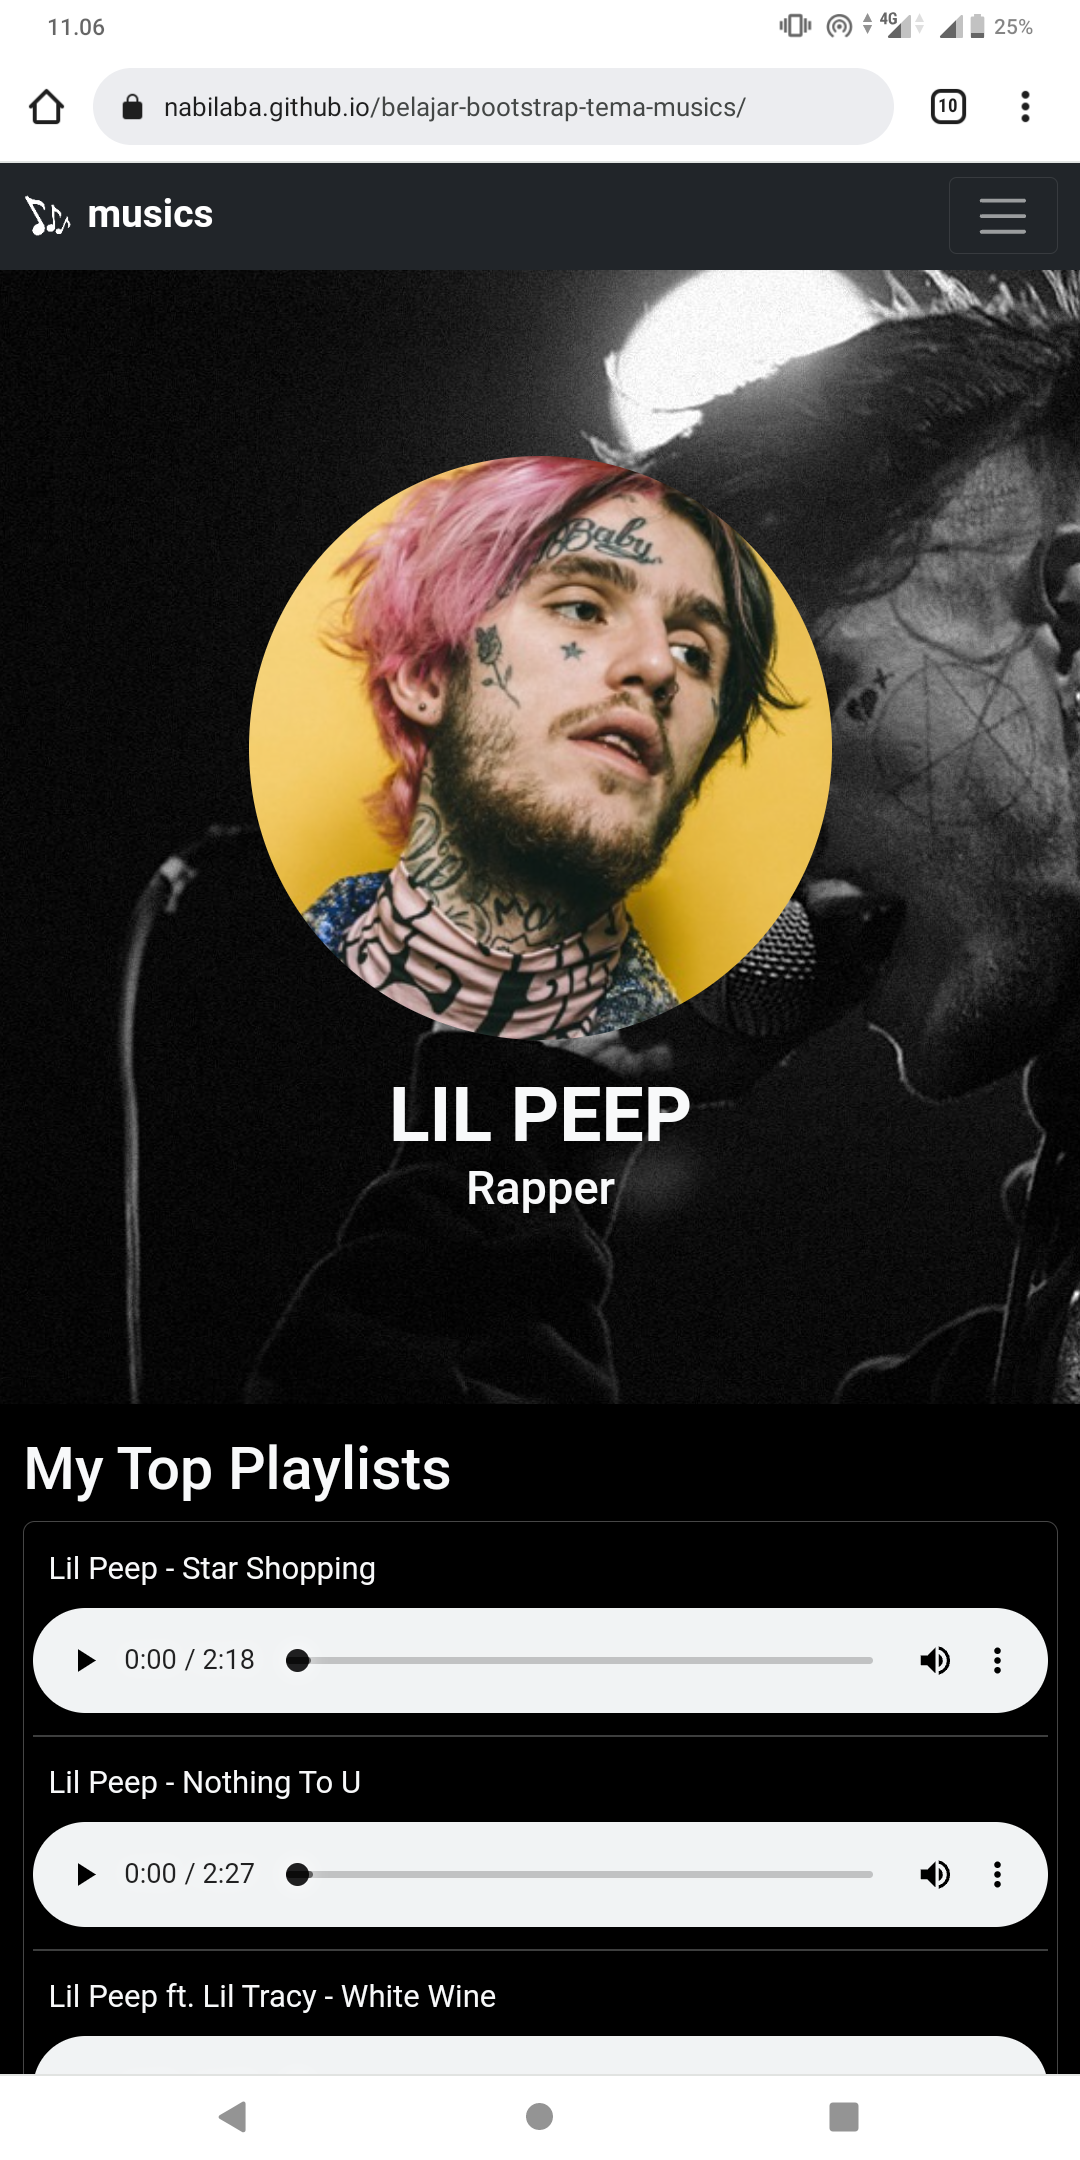 11.06
4G
25%
nabilaba.github.io/belajar-bootstrap-tema-musics/
10
musics
Baby
LIL PEEP
Rapper
My Top Playlists
Lil Peep - Star Shopping
0:00 / 2:18
Lil Peep - Nothing To U
0:00 / 2:27
Lil Peep ft. Lil Tracy - White Wine